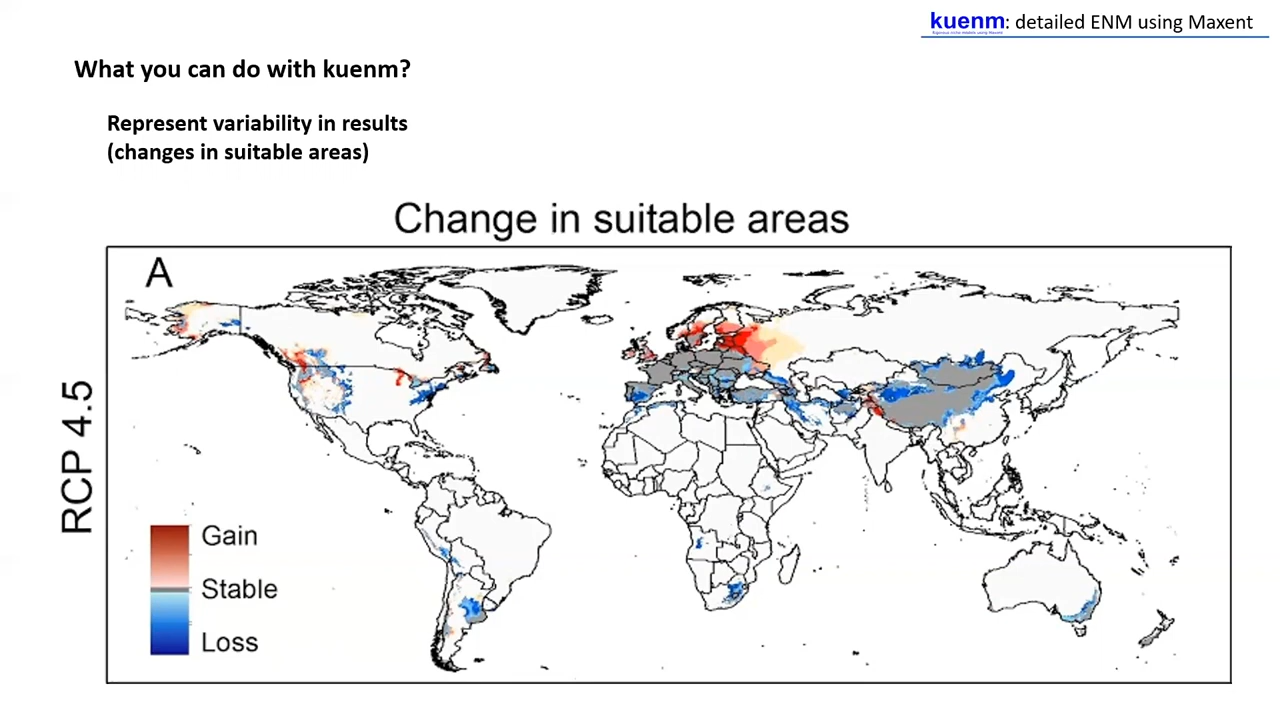 kuenm: detailed ENM using Maxent
What you can do with kuenm?
Represent variability in results
(changes in suitable areas)
Change in suitable areas
A
RCP 4.5
Gain
Stable
Loss